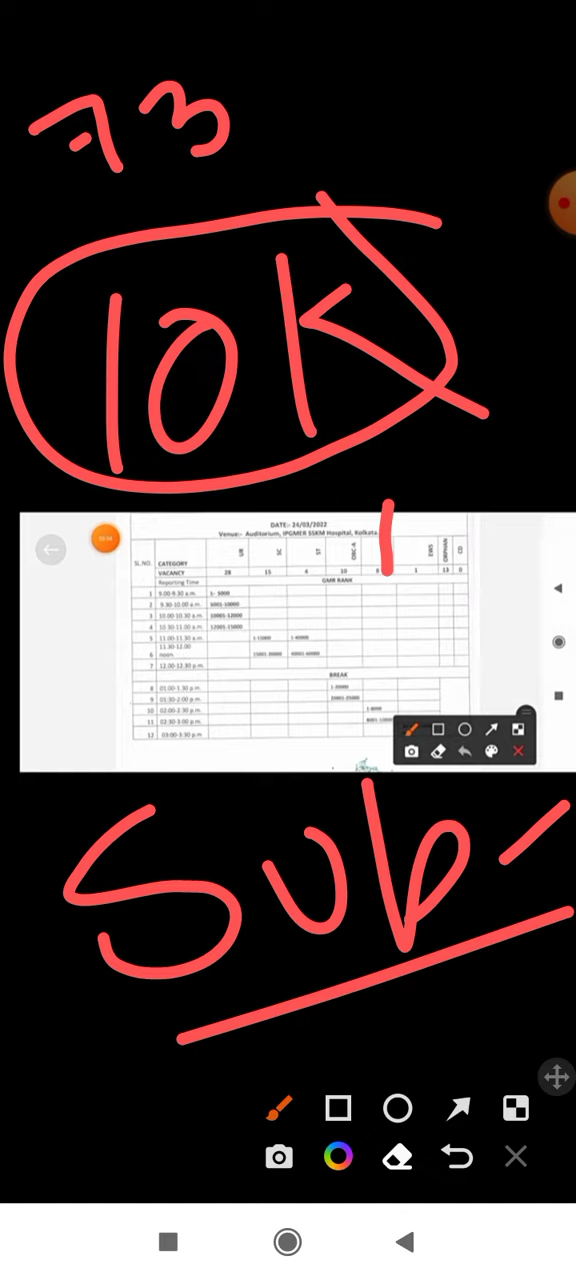 73
10K
DATE:- 24/03/2022
Venue:- Auditorium, IPGMER SSKM Hospital, Kolkata.
SL.NO. CATEGORY UR SC ST OBC-A EWS ORPHAN CD
VACANCY 28 15 4 10 1 13 0
Reporting Time GMR RANK
1 9.00-9.30 a.m. 1- 5000
2 9.30-10.00 a.m. 5001-10000
3 10.00-10.30 a.m. 10001-12000
4 10.30-11.00 a.m. 12001-15000
5 11.00-11.30 a.m. 1-15000 1-40000
6 11.30-12.00 noon 15001-20000 40001-60000
7 12.00-12.30 p.m.
BREAK
8 01:00-1:30 p.m. 1-20000
9 01:30-2:00 p.m. 20001-25000
10 02:00-2:30 p.m. 1-8000
11 02:30-3:00 p.m.
12 03:00-3:30 p.m
Sub-